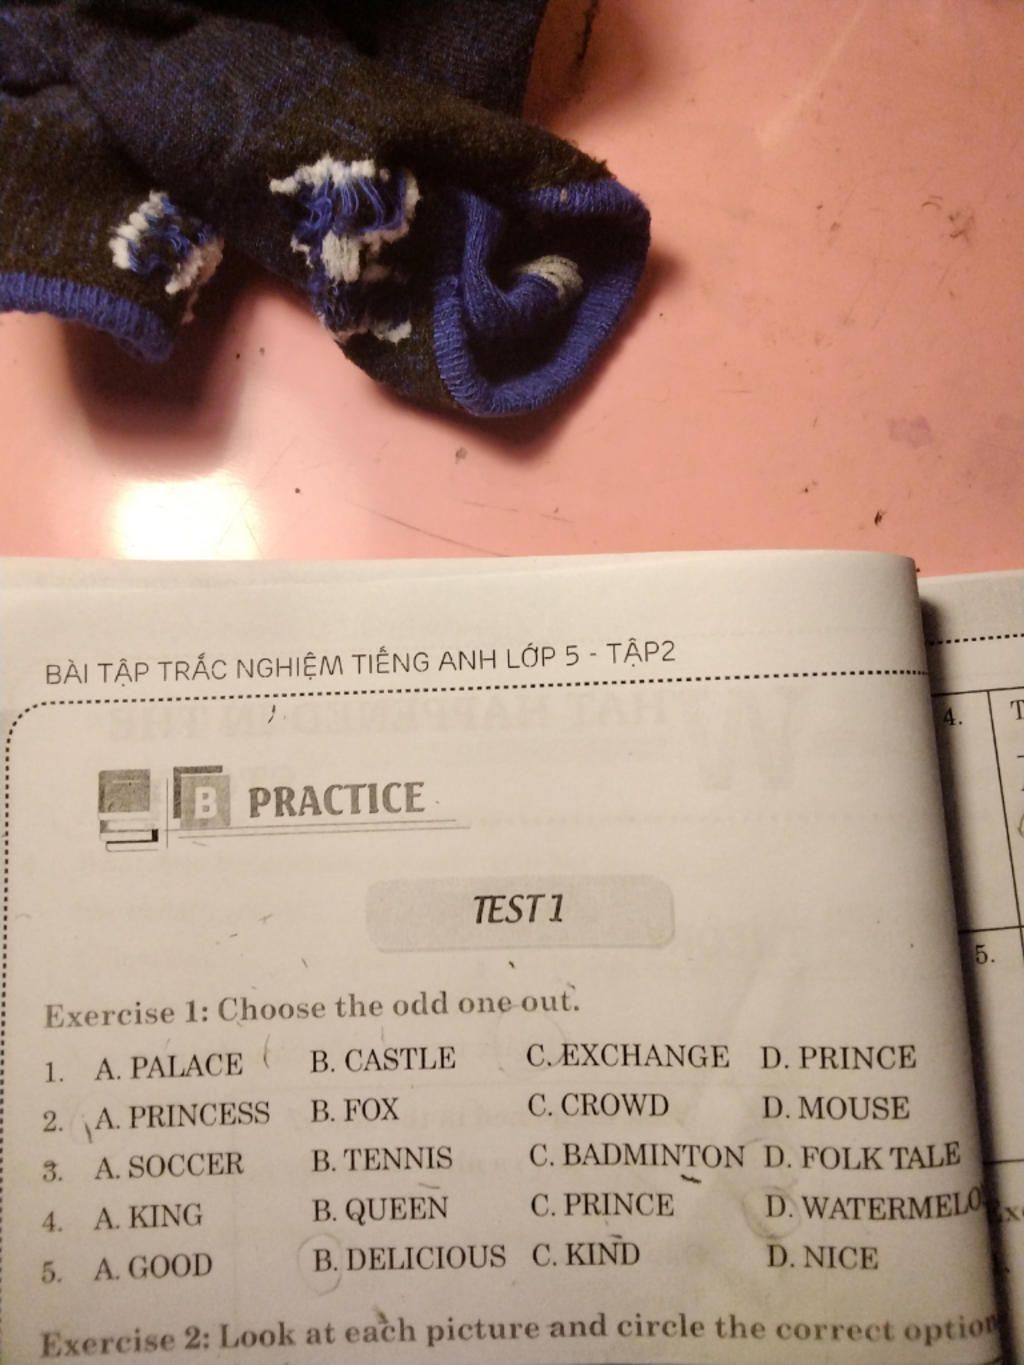 BÀI TẬP TRẮC NGHIỆM TIẾNG ANH LỚP 5 - TẬP2
B PRACTICE
TEST 1
Exercise 1: Choose the odd one out.
1. A. PALACE B. CASTLE C. EXCHANGE D. PRINCE
2. A. PRINCESS B. FOX C. CROWD D. MOUSE
3. A. SOCCER B. TENNIS C. BADMINTON D. FOLK TALE
4. A. KING B. QUEEN C. PRINCE D.
5. A. GOOD B. DELICIOUS C. KIND D. NICE
Exercise 2: Look at each picture and circle the correct option
4.
5.